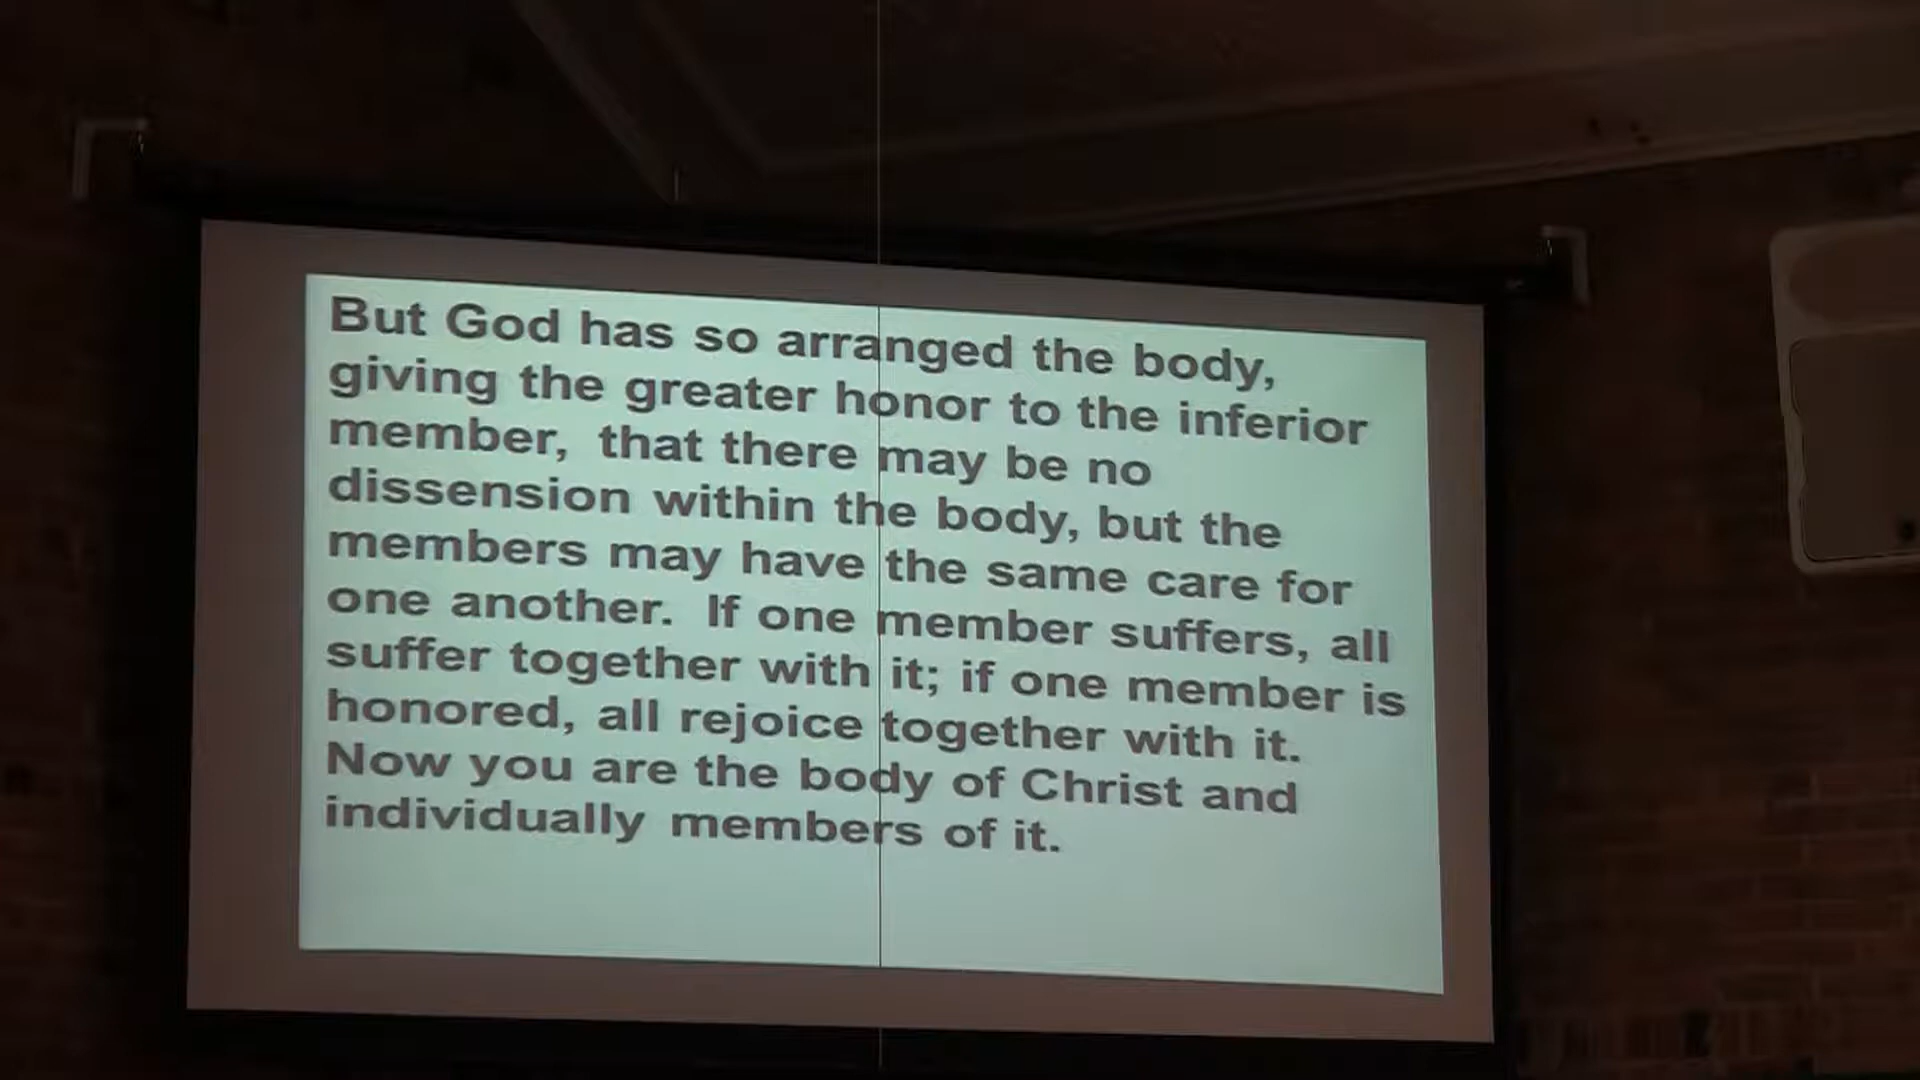 But God has so arranged the body,
giving the greater honor to the inferior
member, that there may be no
dissension within the body, but the
members may have the same care for
one another. If one member suffers, all
suffer together with it; if one member is
honored, all rejoice together with it.
Now you are the body of Christ and
individually members of it.